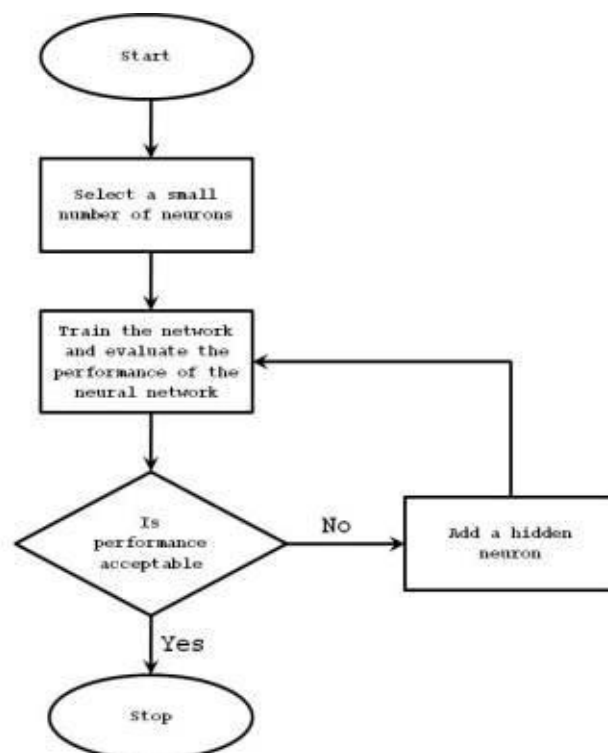 Start
Select a small
number of neurons
Train the network
and evaluate the
performance of the
neural network
Is
performance
acceptable
No
Add a hidden
neuron
Yes
Stop